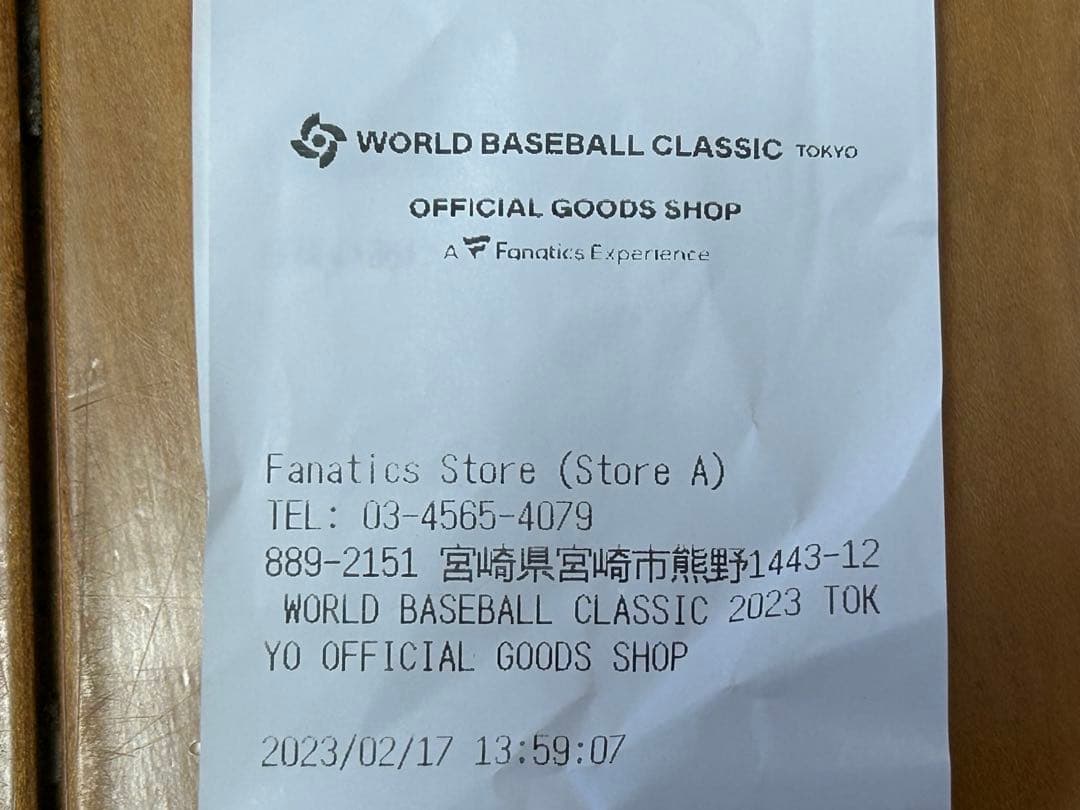 WORLD BASEBALL CLASSIC TOKYO
OFFICIAL GOODS SHOP
A Fanatics Experience
Fanatics Store (Store A)
TEL: 03-4565-4079
889-2151 宮崎県宮崎市熊野1443-12
WORLD BASEBALL CLASSIC 2023 TOK
YO OFFICIAL GOODS SHOP
2023/02/17 13:59:07